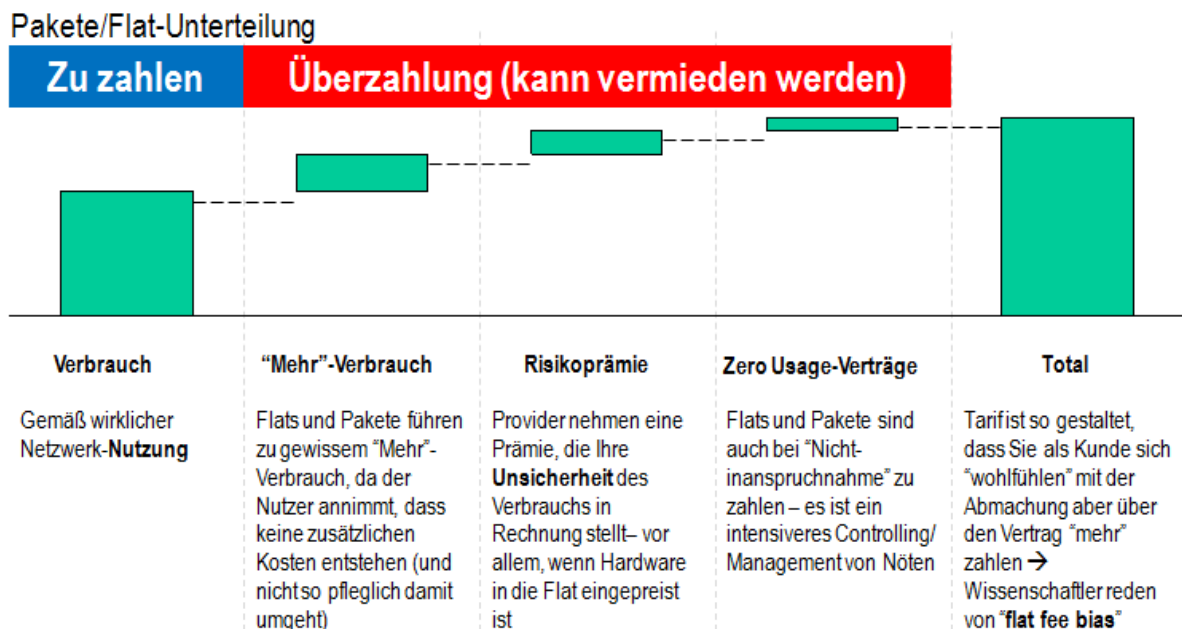 Pakete/Flat-Unterteilung
Zu zahlen
Überzahlung (kann vermieden werden)
Verbrauch
Gemäß wirklicher
Netzwerk-Nutzung
“Mehr”-Verbrauch
Flats und Pakete führen
zu gewissem “Mehr”-
Verbrauch, da der
Nutzer annimmt, dass
keine zusätzlichen
Kosten entstehen (und
nicht so pfleglich damit
umgeht)
Risikoprämie
Provider nehmen eine
Prämie, die Ihre
Unsicherheit des
Verbrauchs in
Rechnung stellt– vor
allem, wenn Hardware
in die Flat eingepreist
ist
Zero Usage-Verträge
Flats und Pakete sind
auch bei “Nicht-
inanspruchnahme” zu
zahlen – es ist ein
intensiveres Controlling/
Management von Nöten
Total
Tarif ist so gestaltet,
dass Sie als Kunde sich
“wohlfühlen” mit der
Abmachung aber über
den Vertrag “mehr”
zahlen →
Wissenschaftler reden
von “flat fee bias”